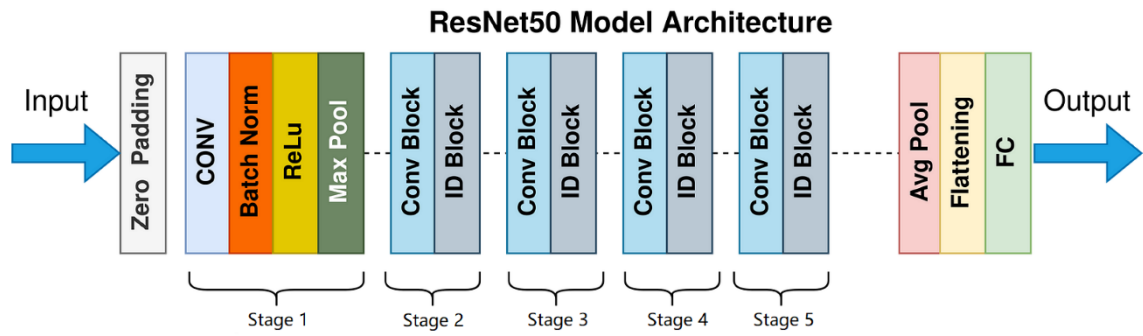 ResNet50 Model Architecture
Input
Zero Padding
CONV
Batch Norm
ReLu
Max Pool
Conv Block
ID Block
Conv Block
ID Block
Conv Block
ID Block
Conv Block
ID Block
Avg Pool
Flattening
FC
Output
Stage 1
Stage 2
Stage 3
Stage 4
Stage 5